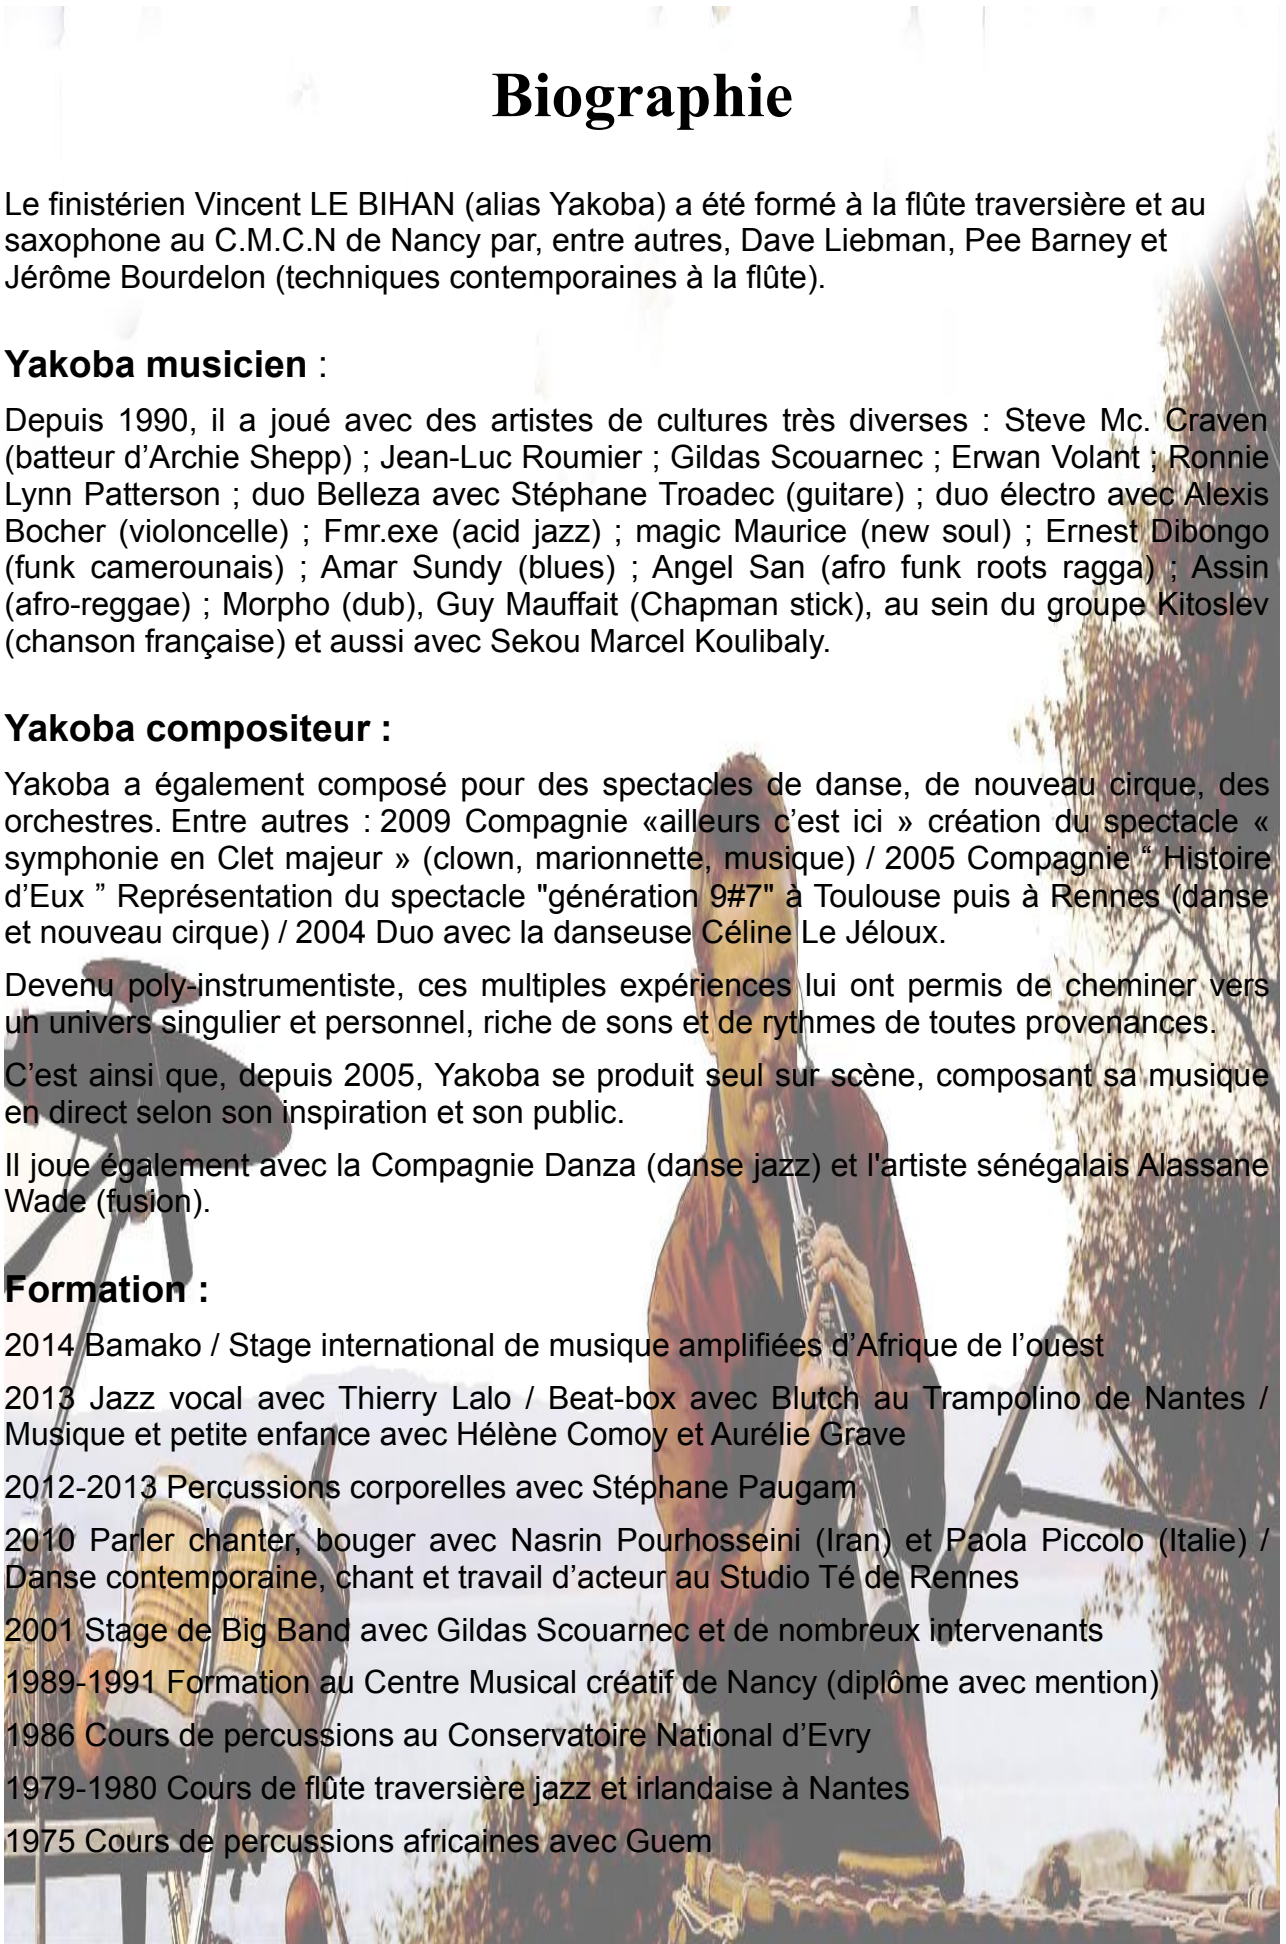 Biographie
Le finistérien Vincent LE BIHAN (alias Yakoba) a été formé à la flûte traversière et au
saxophone au C.M.C.N de Nancy par, entre autres, Dave Liebman, Pee Barney et
Jérôme Bourdelon (techniques contemporaines à la flûte).
Yakoba musicien :
Depuis 1990, il a joué avec des artistes de cultures très diverses : Steve Mc. Craven
(batteur d’Archie Shepp) ; Jean-Luc Roumier ; Gildas Scouarnec ; Erwan Volant ; Ronnie
Lynn Patterson ; duo Belleza avec Stéphane Troadec (guitare) ; duo électro avec Alexis
Bocher (violoncelle) ; Fmr.exe (acid jazz) ; magic Maurice (new soul) ; Ernest Dibongo
(funk camerounais) ; Amar Sundy (blues) ; Angel San (afro funk roots ragga) ; Assin
(afro-reggae) ; Morpho (dub), Guy Mauffait (Chapman stick), au sein du groupe Kitoslev
(chanson française) et aussi avec Sekou Marcel Koulibaly.
Yakoba compositeur :
Yakoba a également composé pour des spectacles de danse, de nouveau cirque, des
orchestres. Entre autres : 2009 Compagnie «ailleurs c’est ici » création du spectacle «
symphonie en Clet majeur » (clown, marionnette, musique) / 2005 Compagnie “ Histoire
d’Eux ” Représentation du spectacle "génération 9#7" à Toulouse puis à Rennes (danse
et nouveau cirque) / 2004 Duo avec la danseuse Céline Le Jéloux.
Devenu poly-instrumentiste, ces multiples expériences lui ont permis de cheminer vers
un univers singulier et personnel, riche de sons et de rythmes de toutes provenances.
C’est ainsi que, depuis 2005, Yakoba se produit seul sur scène, composant sa musique
en direct selon son inspiration et son public.
Il joue également avec la Compagnie Danza (danse jazz) et l'artiste sénégalais Alassane
Wade (fusion).
Formation :
2014 Bamako / Stage international de musique amplifiées d’Afrique de l’ouest
2013 Jazz vocal avec Thierry Lalo / Beat-box avec Blutch au Trampolino de Nantes /
Musique et petite enfance avec Hélène Comoy et Aurélie Grave
2012-2013 Percussions corporelles avec Stéphane Paugam
2010 Parler chanter, bouger avec Nasrin Pourhosseini (Iran) et Paola Piccolo (Italie) /
Danse contemporaine, chant et travail d’acteur au Studio Té de Rennes
2001 Stage de Big Band avec Gildas Scouarnec et de nombreux intervenants
1989-1991 Formation au Centre Musical créatif de Nancy (diplôme avec mention)
1986 Cours de percussions au Conservatoire National d’Evry
1979-1980 Cours de flûte traversière jazz et irlandaise à Nantes
1975 Cours de percussions africaines avec Guem